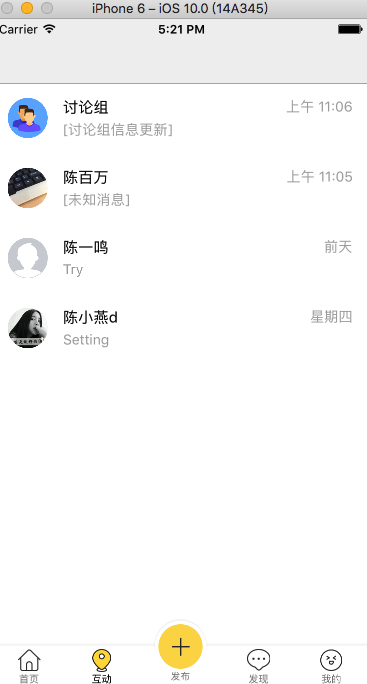 iPhone 6 – iOS 10.0 (14A345)
Carrier 5:21 PM
讨论组 上午 11:06
[讨论组信息更新]
陈百万 上午 11:05
[未知消息]
陈一鸣 前天
Try
陈小燕d 星期四
Setting
首页 互动 发布 发现 我的